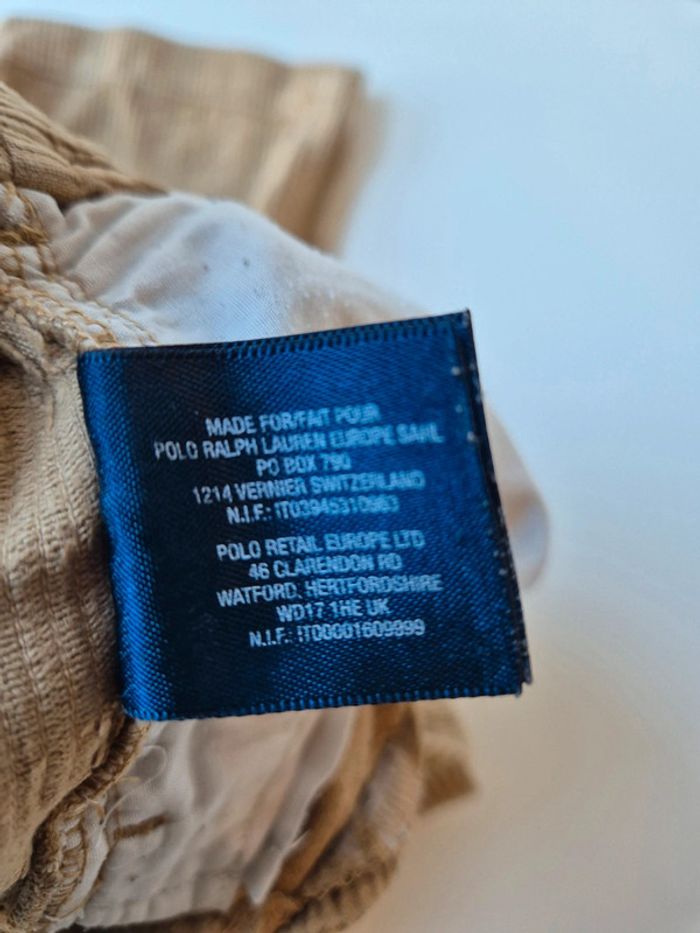 MADE FOR/FAIT POUR
POLO RALPH LAUREN EUROPE SARL
PO BOX 790
1214 VERNIER SWITZERLAND
N.I.F.: IT03945310963
POLO RETAIL EUROPE LTD
46 CLARENDON RD
WATFORD, HERTFORDSHIRE
WD17 1HE UK
N.I.F.: IT00001609999